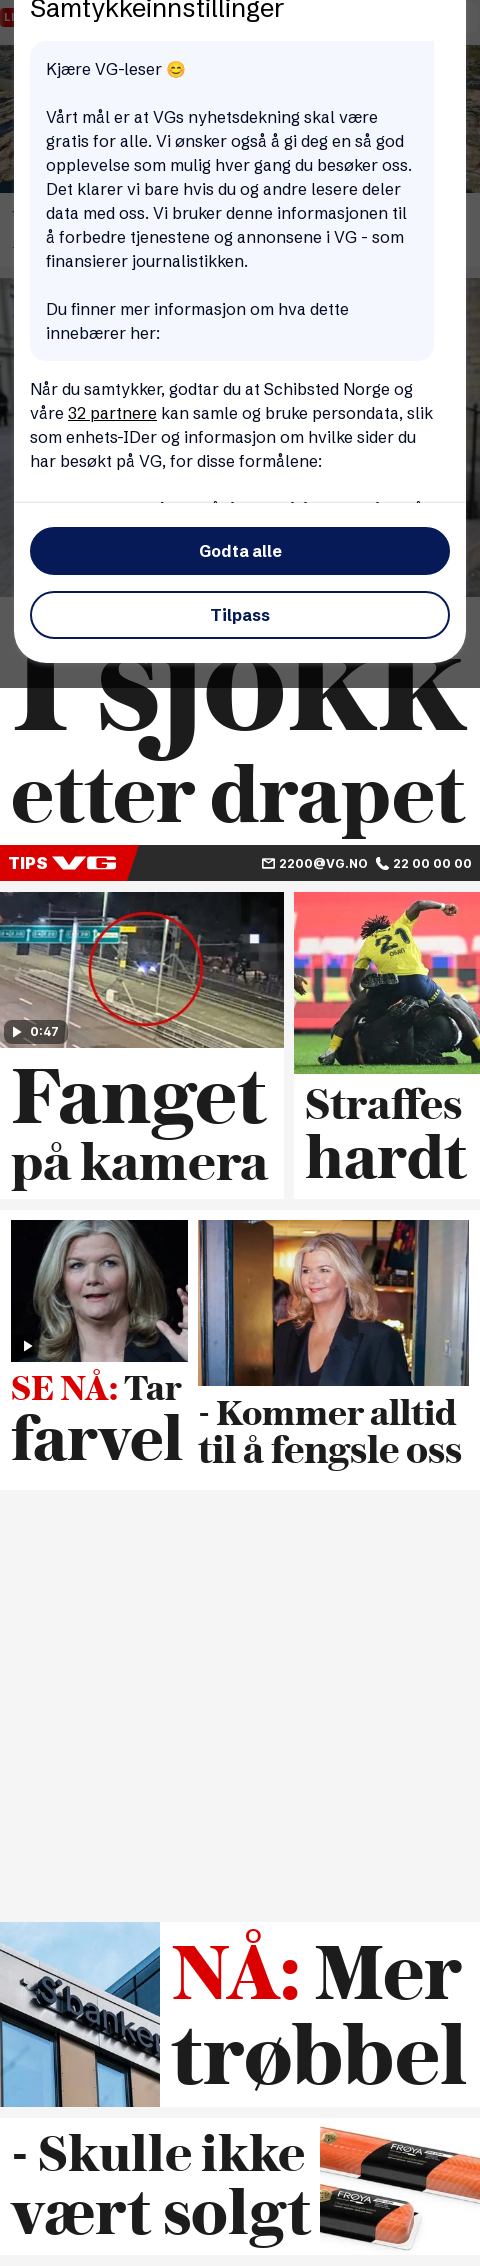 Samtykkeinnstillinger
Kjære VG-leser 😊
Vårt mål er at VGs nyhetsdekning skal være
gratis for alle. Vi ønsker også å gi deg en så god
opplevelse som mulig hver gang du besøker oss.
Det klarer vi bare hvis du og andre lesere deler
data med oss. Vi bruker denne informasjonen til
å forbedre tjenestene og annonsene i VG - som
finansierer journalistikken.
Du finner mer informasjon om hva dette
innebærer her:
Når du samtykker, godtar du at Schibsted Norge og
våre 32 partnere kan samle og bruke persondata, slik
som enhets-IDer og informasjon om hvilke sider du
har besøkt på VG, for disse formålene:
Godta alle
Tilpass
I sjokk
etter drapet
TIPS VG
2200@VG.NO 22 00 00 00
0:47
Fanget
på kamera
21
Straffes
hardt
SE NÅ: Tar
farvel
- Kommer alltid
til å fengsle oss
NÅ: Mer
trøbbel
- Skulle ikke
vært solgt
FRØYA
FRØYA